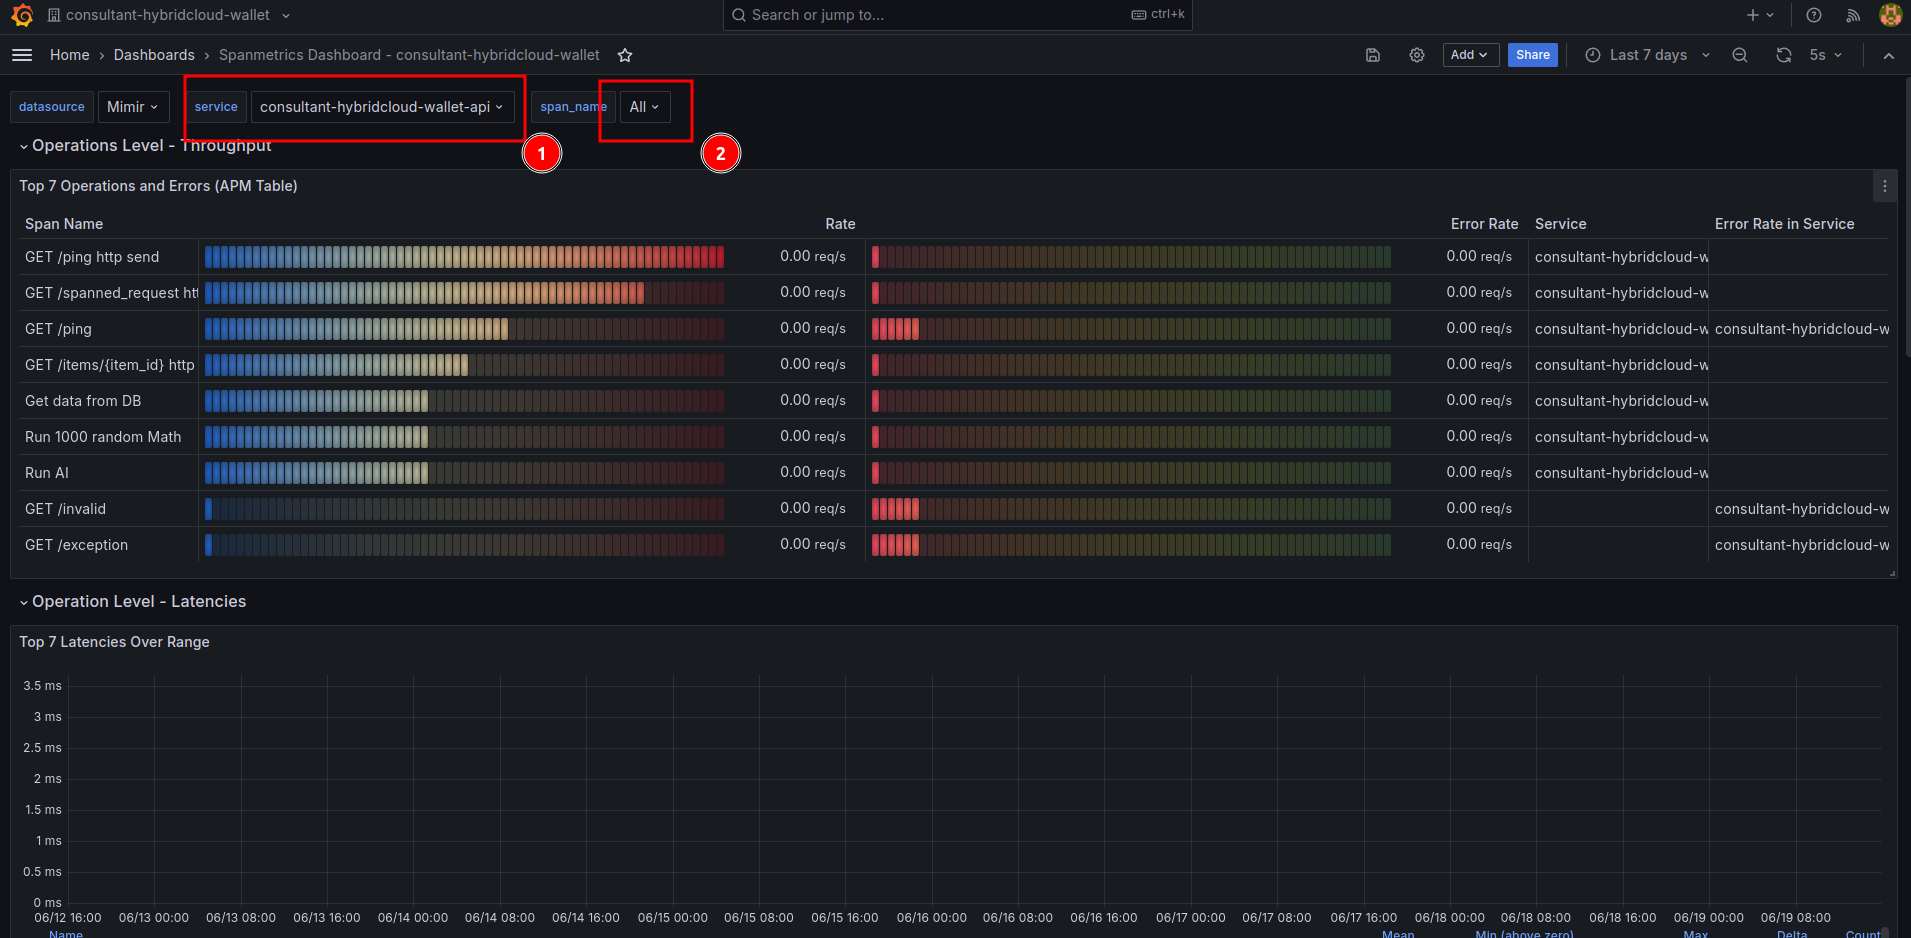 consultant-hybridcloud-wallet
Search or jump to...
ctrl+k
Home › Dashboards › Spanmetrics Dashboard - consultant-hybridcloud-wallet
Add
Share
Last 7 days
5s
datasource Mimir service consultant-hybridcloud-wallet-api span_name All
1
2
Operations Level - Throughput
Top 7 Operations and Errors (APM Table)
Span Name Rate Error Rate Service Error Rate in Service
GET /ping http send 0.00 req/s 0.00 req/s consultant-hybridcloud-w
GET /spanned_request htt 0.00 req/s 0.00 req/s consultant-hybridcloud-w
GET /ping 0.00 req/s 0.00 req/s consultant-hybridcloud-w consultant-hybridcloud-w
GET /items/{item_id} http 0.00 req/s 0.00 req/s consultant-hybridcloud-w
Get data from DB 0.00 req/s 0.00 req/s consultant-hybridcloud-w
Run 1000 random Math 0.00 req/s 0.00 req/s consultant-hybridcloud-w
Run AI 0.00 req/s 0.00 req/s consultant-hybridcloud-w
GET /invalid 0.00 req/s 0.00 req/s consultant-hybridcloud-w
GET /exception 0.00 req/s 0.00 req/s consultant-hybridcloud-w
Operation Level - Latencies
Top 7 Latencies Over Range
3.5 ms
3 ms
2.5 ms
2 ms
1.5 ms
1 ms
0.5 ms
0 ms
06/12 16:00 06/13 00:00 06/13 08:00 06/13 16:00 06/14 00:00 06/14 08:00 06/14 16:00 06/15 00:00 06/15 08:00 06/15 16:00 06/16 00:00 06/16 08:00 06/16 16:00 06/17 00:00 06/17 08:00 06/17 16:00 06/18 00:00 06/18 08:00 06/18 16:00 06/19 00:00 06/19 08:00
Name Mean Min (above zero) Max Delta Count